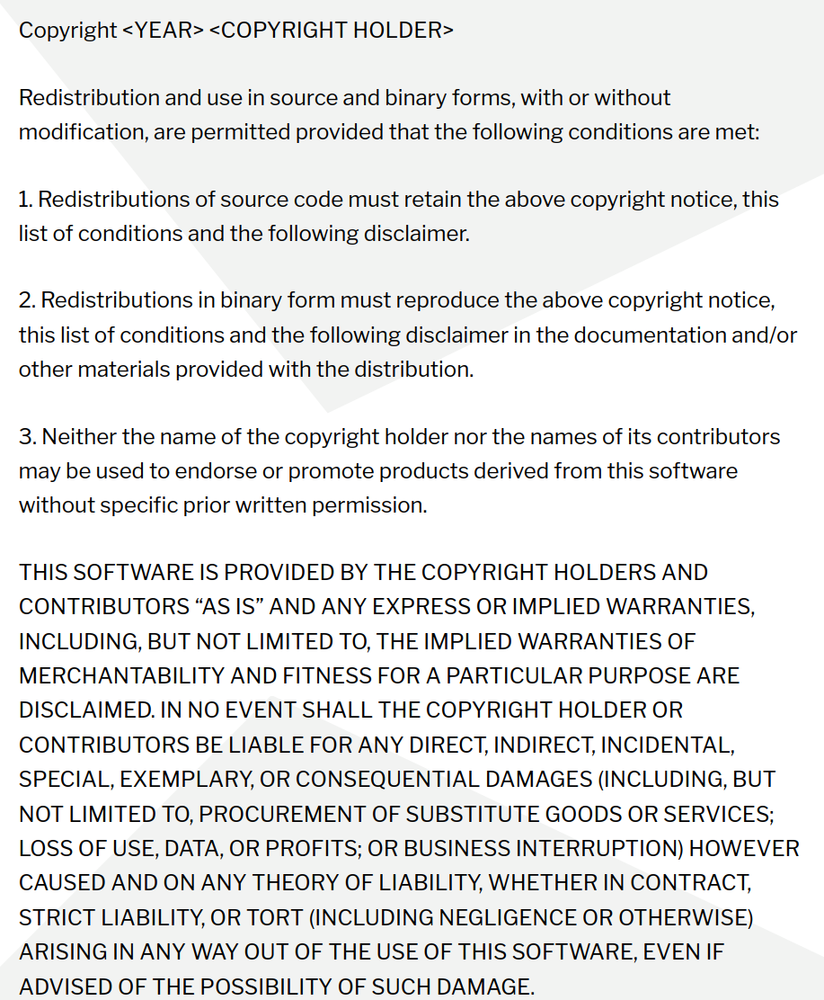 Copyright <YEAR> <COPYRIGHT HOLDER>
Redistribution and use in source and binary forms, with or without
modification, are permitted provided that the following conditions are met:
1. Redistributions of source code must retain the above copyright notice, this
list of conditions and the following disclaimer.
2. Redistributions in binary form must reproduce the above copyright notice,
this list of conditions and the following disclaimer in the documentation and/or
other materials provided with the distribution.
3. Neither the name of the copyright holder nor the names of its contributors
may be used to endorse or promote products derived from this software
without specific prior written permission.
THIS SOFTWARE IS PROVIDED BY THE COPYRIGHT HOLDERS AND
CONTRIBUTORS “AS IS” AND ANY EXPRESS OR IMPLIED WARRANTIES,
INCLUDING, BUT NOT LIMITED TO, THE IMPLIED WARRANTIES OF
MERCHANTABILITY AND FITNESS FOR A PARTICULAR PURPOSE ARE
DISCLAIMED. IN NO EVENT SHALL THE COPYRIGHT HOLDER OR
CONTRIBUTORS BE LIABLE FOR ANY DIRECT, INDIRECT, INCIDENTAL,
SPECIAL, EXEMPLARY, OR CONSEQUENTIAL DAMAGES (INCLUDING, BUT
NOT LIMITED TO, PROCUREMENT OF SUBSTITUTE GOODS OR SERVICES;
LOSS OF USE, DATA, OR PROFITS; OR BUSINESS INTERRUPTION) HOWEVER
CAUSED AND ON ANY THEORY OF LIABILITY, WHETHER IN CONTRACT,
STRICT LIABILITY, OR TORT (INCLUDING NEGLIGENCE OR OTHERWISE)
ARISING IN ANY WAY OUT OF THE USE OF THIS SOFTWARE, EVEN IF
ADVISED OF THE POSSIBILITY OF SUCH DAMAGE.